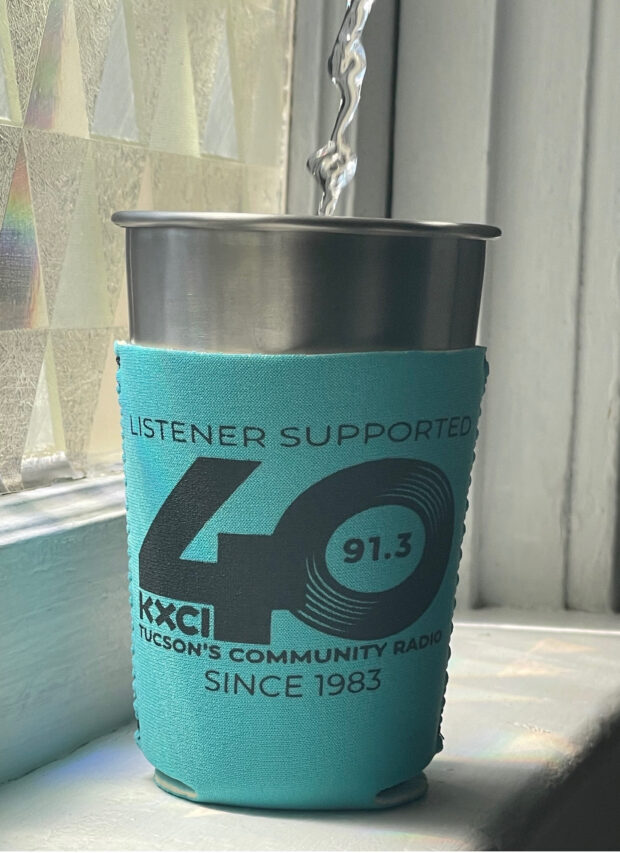 LISTENER SUPPORTED
40
91.3
KXCI
TUCSON'S COMMUNITY RADIO
SINCE 1983